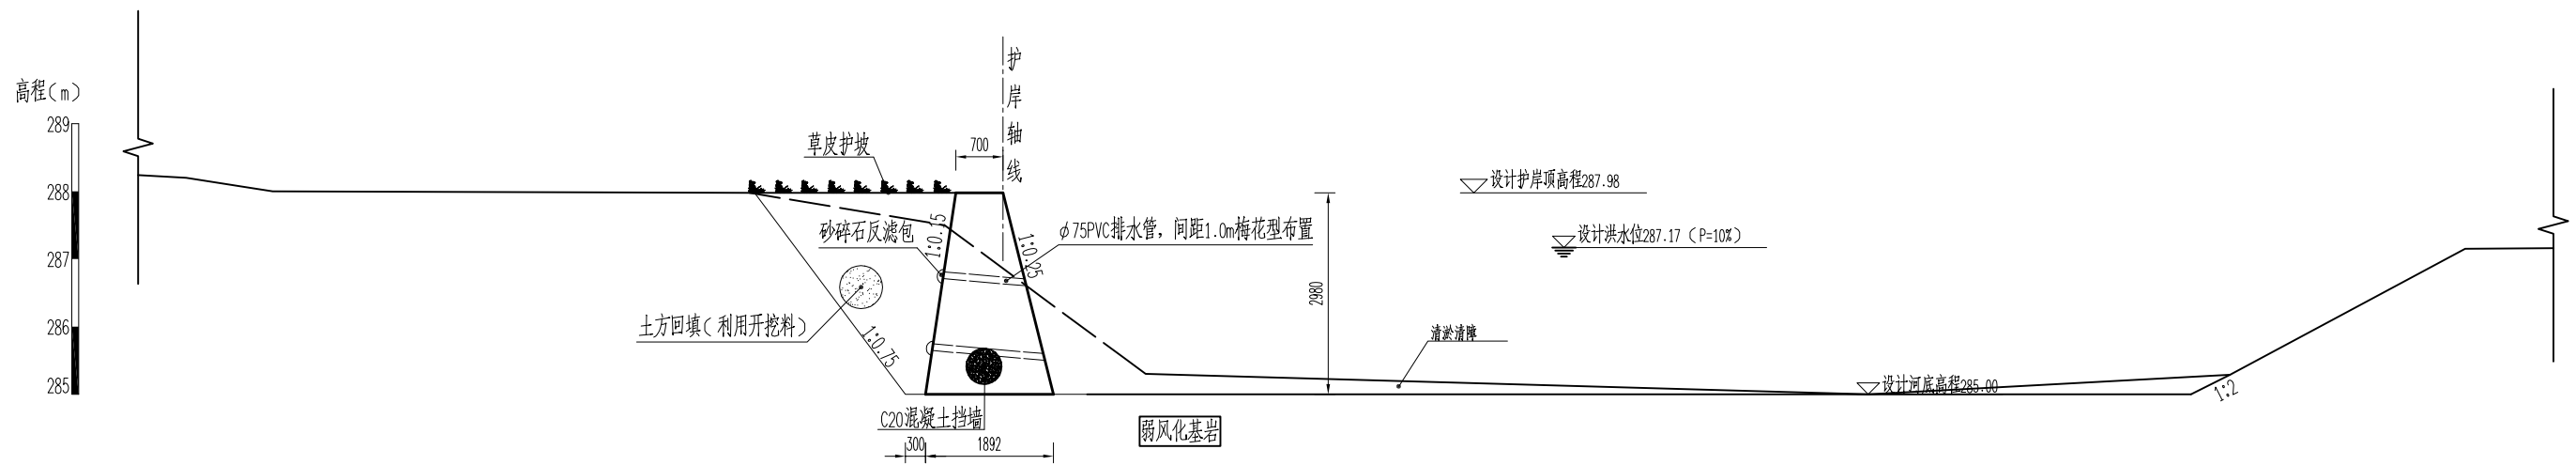 高程(m)
289
288
287
286
285
草皮护坡
700
护岸轴线
砂碎石反滤包
1:0.15
1:0.25
φ75PVC排水管，间距1.0m梅花型布置
土方回填(利用开挖料)
1:0.75
C20混凝土挡墙
300
1892
2980
弱风化基岩
设计护岸顶高程287.98
设计洪水位287.17（P=10%）
清淤清障
设计河底高程285.00
1:2